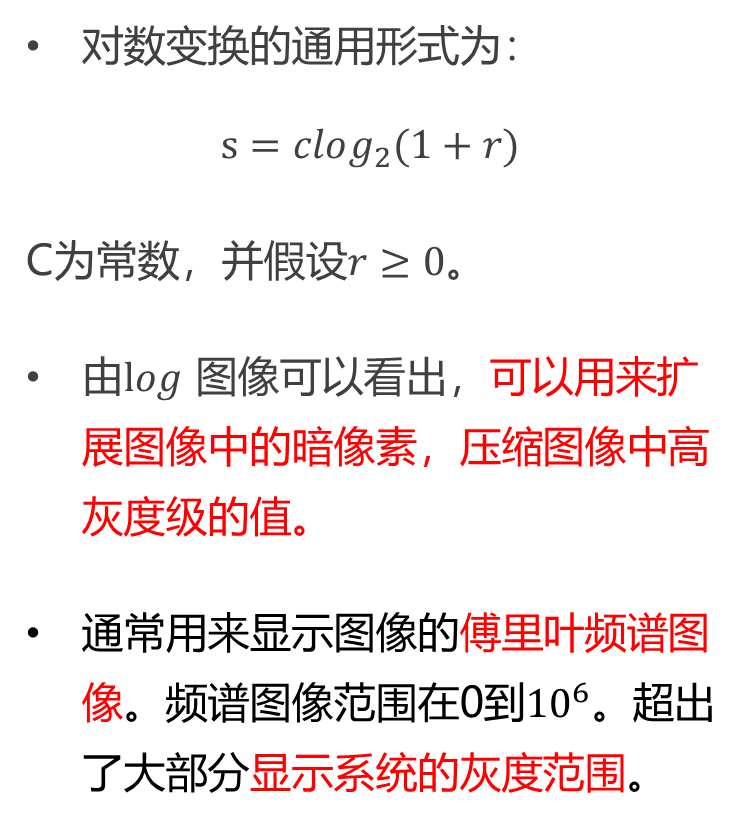 • 对数变换的通用形式为：
s = clog₂(1 + r)
C为常数，并假设r ≥ 0。
• 由log 图像可以看出，可以用来扩
展图像中的暗像素，压缩图像中高
灰度级的值。
• 通常用来显示图像的傅里叶频谱图
像。频谱图像范围在0到10⁶。超出
了大部分显示系统的灰度范围。